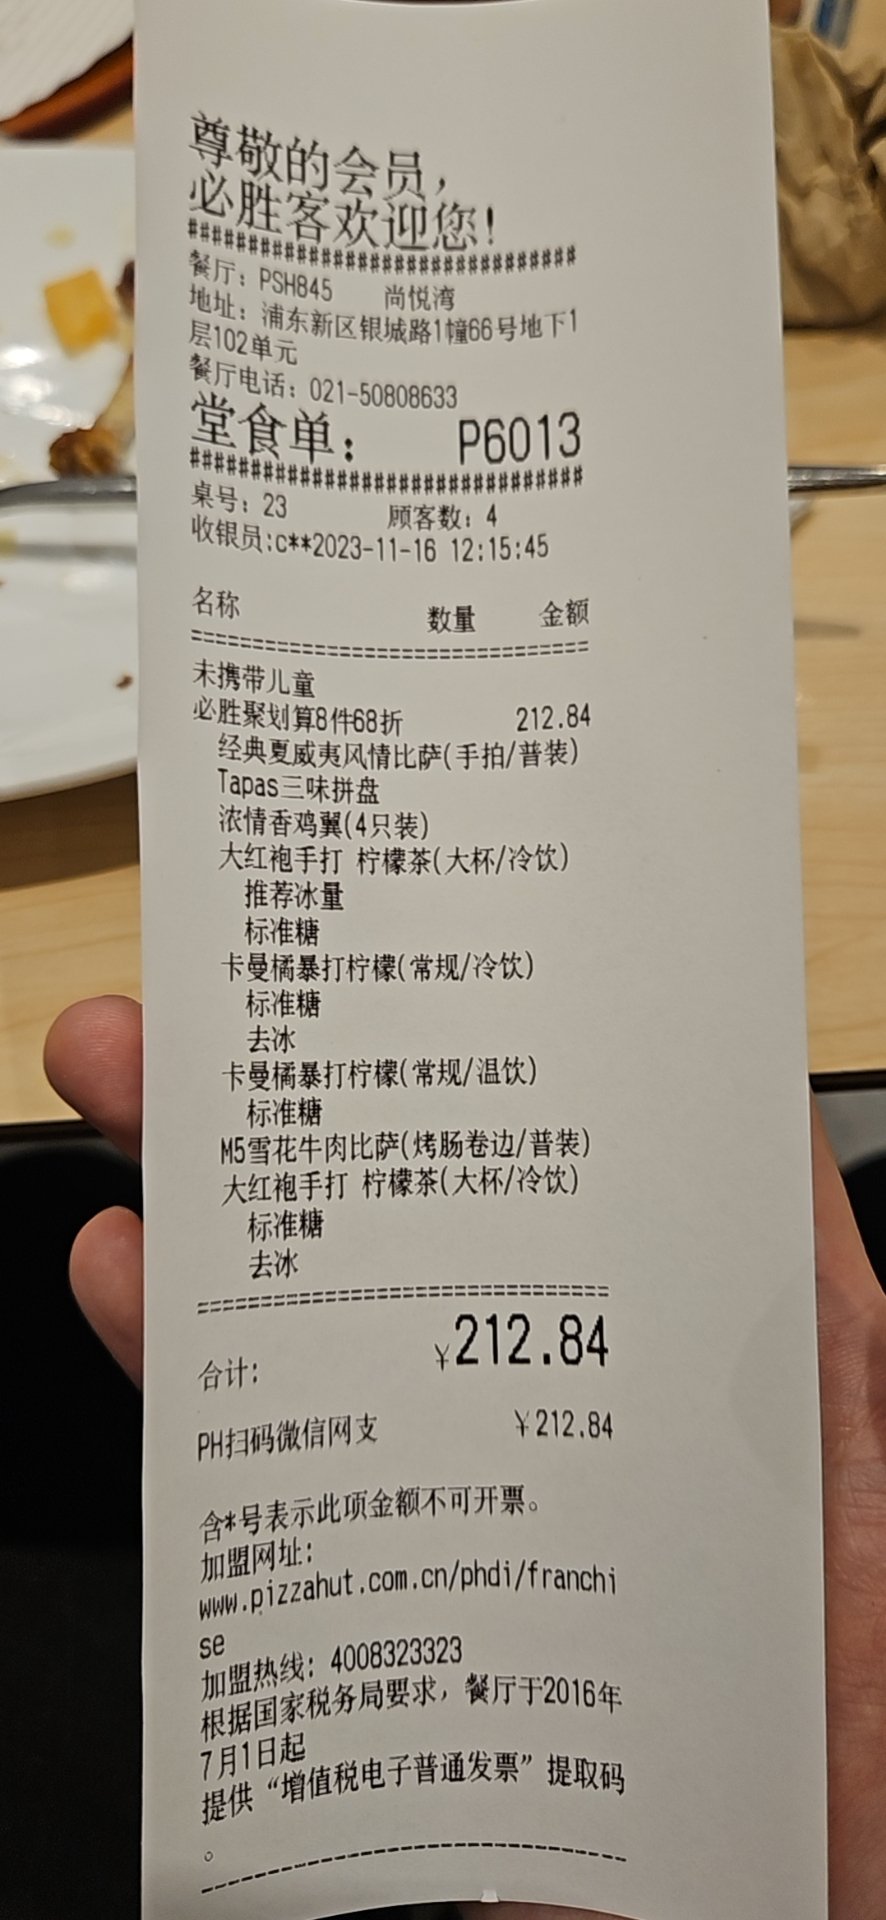 尊敬的会员，
必胜客欢迎您!
######################################
餐厅: PSH845 尚悦湾
地址: 浦东新区银城路1幢66号地下1
层102单元
餐厅电话: 021-50808633
堂食单: P6013
######################################
桌号: 23 顾客数: 4
收银员:c**2023-11-16 12:15:45
名称 数量 金额
================================
未携带儿童
必胜聚划算8件68折 212.84
经典夏威夷风情比萨(手拍/普装)
Tapas三味拼盘
浓情香鸡翼(4只装)
大红袍手打 柠檬茶(大杯/冷饮)
推荐冰量
标准糖
卡曼橘暴打柠檬(常规/冷饮)
标准糖
去冰
卡曼橘暴打柠檬(常规/温饮)
标准糖
M5雪花牛肉比萨(烤肠卷边/普装)
大红袍手打 柠檬茶(大杯/冷饮)
标准糖
去冰
================================
合计: ¥212.84
PH扫码微信网支 ¥212.84
含*号表示此项金额不可开票。
加盟网址:
www.pizzahut.com.cn/phdi/franchi
se
加盟热线: 4008323323
根据国家税务局要求，餐厅于2016年
7月1日起
提供“增值税电子普通发票”提取码
。
--------------------------------